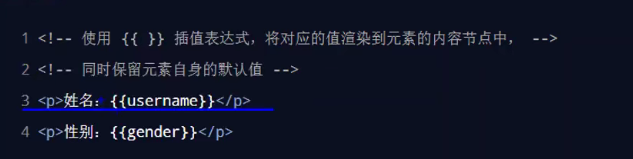 1 <!-- 使用 {{ }} 插值表达式，将对应的值渲染到元素的内容节点中， -->
2 <!-- 同时保留元素自身的默认值 -->
3 <p>姓名：{{username}}</p>
4 <p>性别：{{gender}}</p>